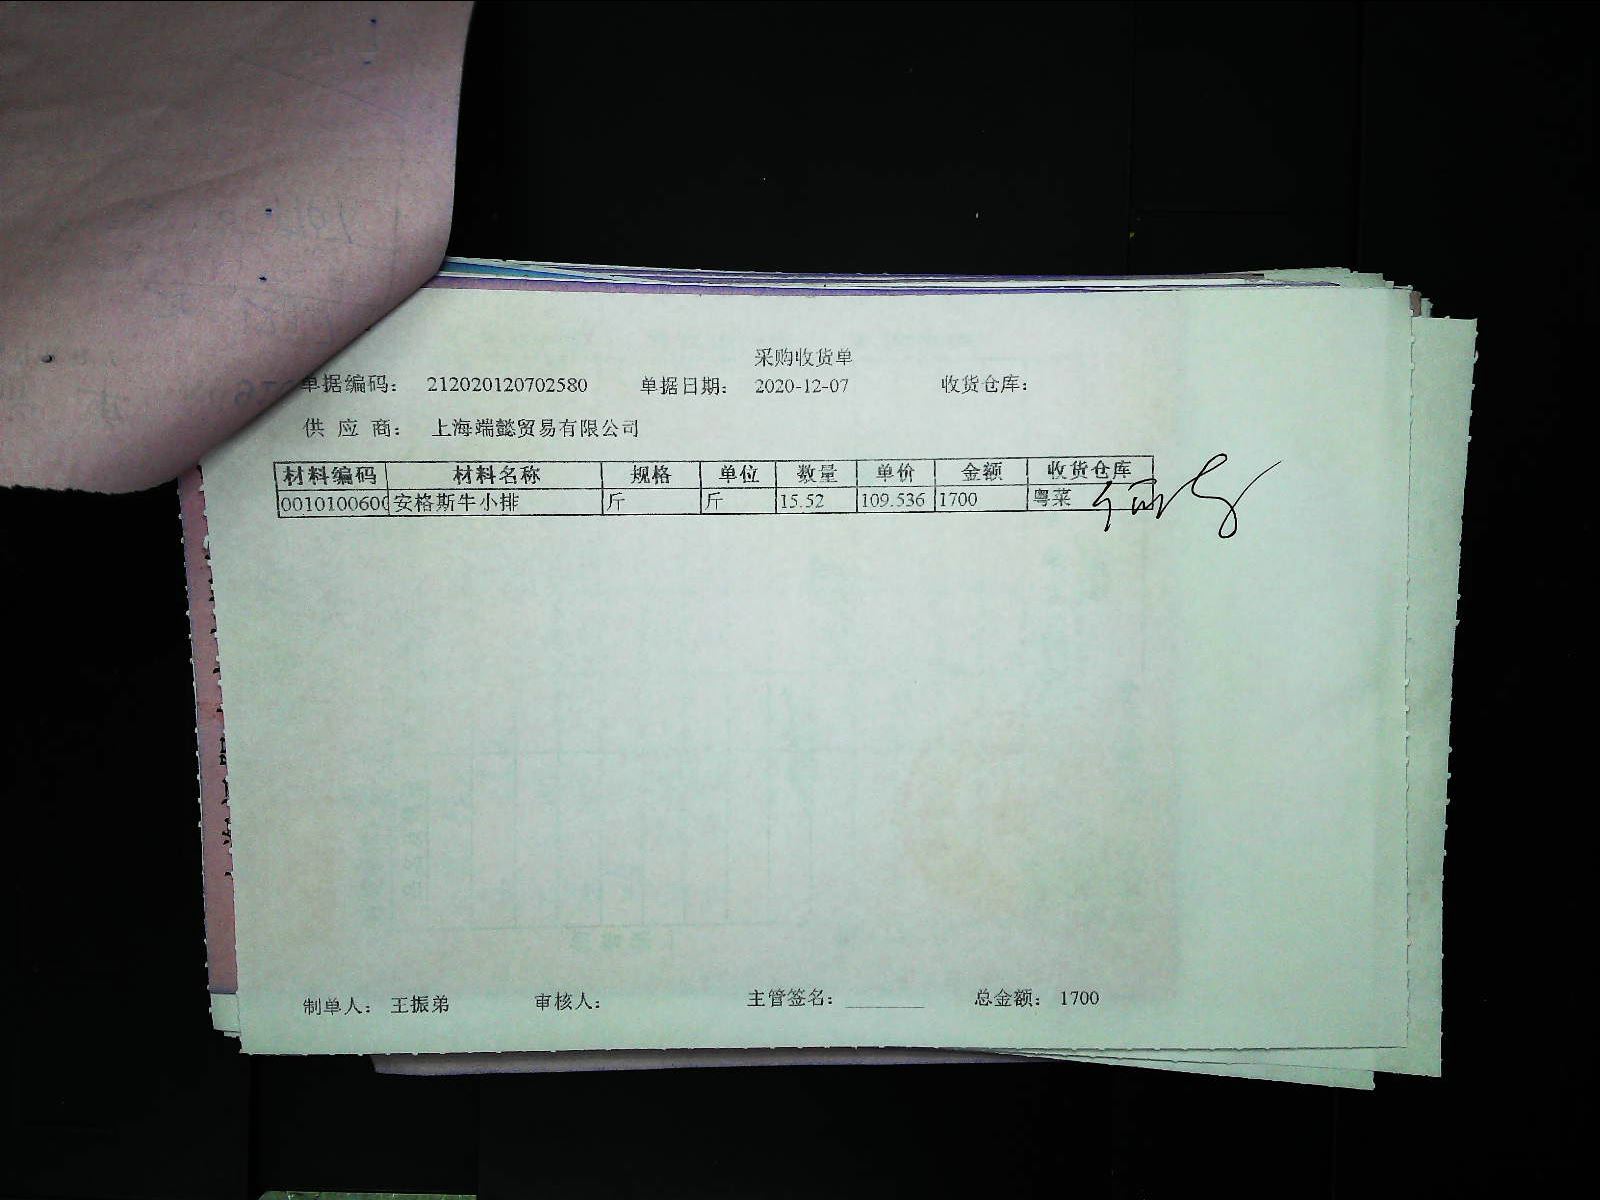 采购收货单
单据编码: 212020120702580 单据日期: 2020-12-07 收货仓库:
供 应 商: 上海端懿贸易有限公司
材料编码 材料名称 规格 单位 数量 单价 金额 收货仓库
0010100600 安格斯牛小排 斤 斤 15.52 109.536 1700 粤菜
制单人: 王振弟 审核人: 主管签名: ________ 总金额: 1700